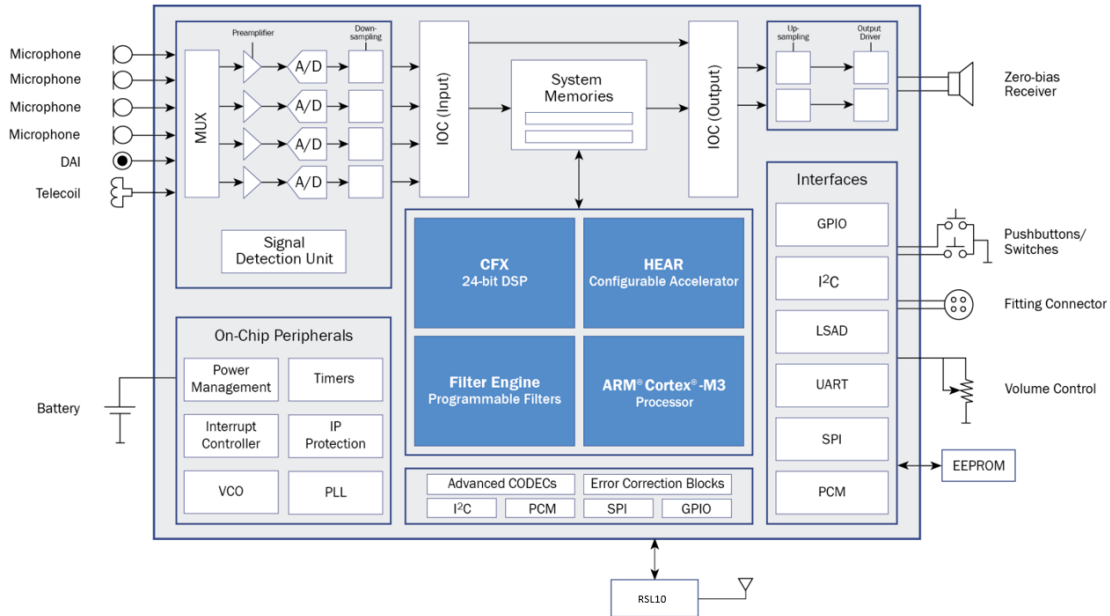 Microphone
Microphone
Microphone
Microphone
DAI
Telecoil
Battery
Preamplifier
Down-
sampling
MUX
A/D
A/D
A/D
A/D
Signal
Detection Unit
IOC (Input)
System
Memories
IOC (Output)
Up-
sampling
Output
Driver
Zero-bias
Receiver
CFX
24-bit DSP
HEAR
Configurable Accelerator
Filter Engine
Programmable Filters
ARM® Cortex®-M3
Processor
On-Chip Peripherals
Power
Management
Timers
Interrupt
Controller
IP
Protection
VCO
PLL
Advanced CODECs
Error Correction Blocks
I²C
PCM
SPI
GPIO
Interfaces
GPIO
I²C
LSAD
UART
SPI
PCM
Pushbuttons/
Switches
Fitting Connector
Volume Control
EEPROM
RSL10